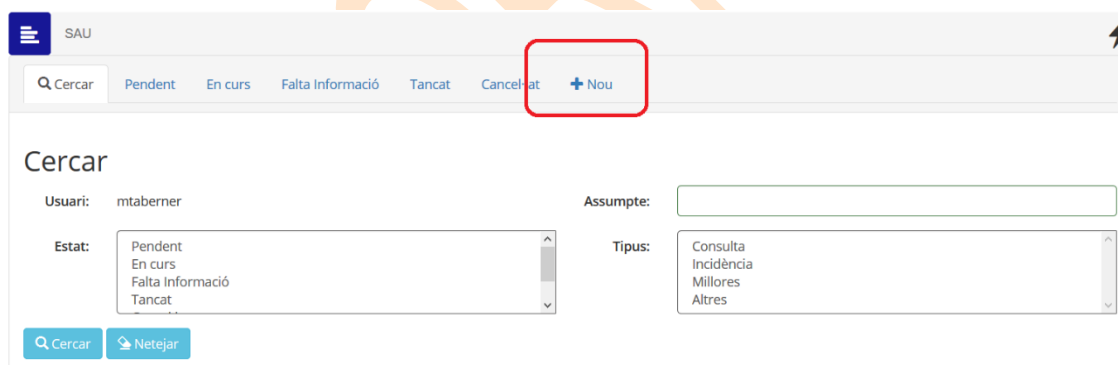 SAU
Cercar Pendent En curs Falta Informació Tancat Cancel·lat Nou
Cercar
Usuari: mtaberner Assumpte:
Estat: Pendent Tipus: Consulta
En curs Incidència
Falta Informació Millores
Tancat Altres
Cercar Netejar